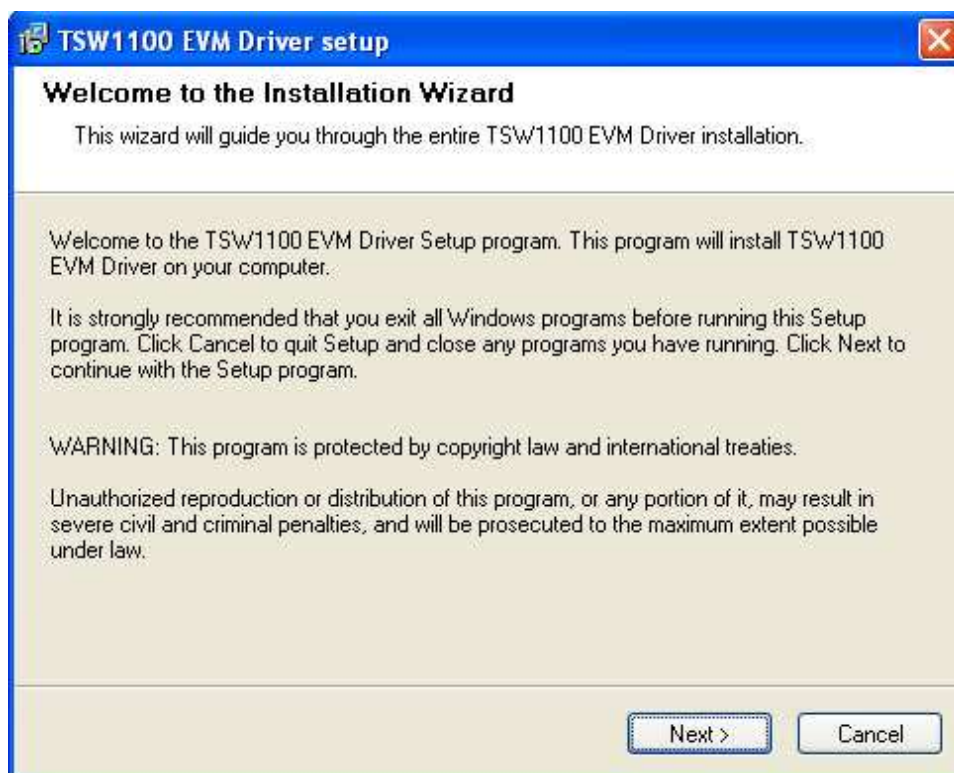 TSW1100 EVM Driver setup
Welcome to the Installation Wizard
This wizard will guide you through the entire TSW1100 EVM Driver installation.
Welcome to the TSW1100 EVM Driver Setup program. This program will install TSW1100
EVM Driver on your computer.
It is strongly recommended that you exit all Windows programs before running this Setup
program. Click Cancel to quit Setup and close any programs you have running. Click Next to
continue with the Setup program.
WARNING: This program is protected by copyright law and international treaties.
Unauthorized reproduction or distribution of this program, or any portion of it, may result in
severe civil and criminal penalties, and will be prosecuted to the maximum extent possible
under law.
Next > Cancel